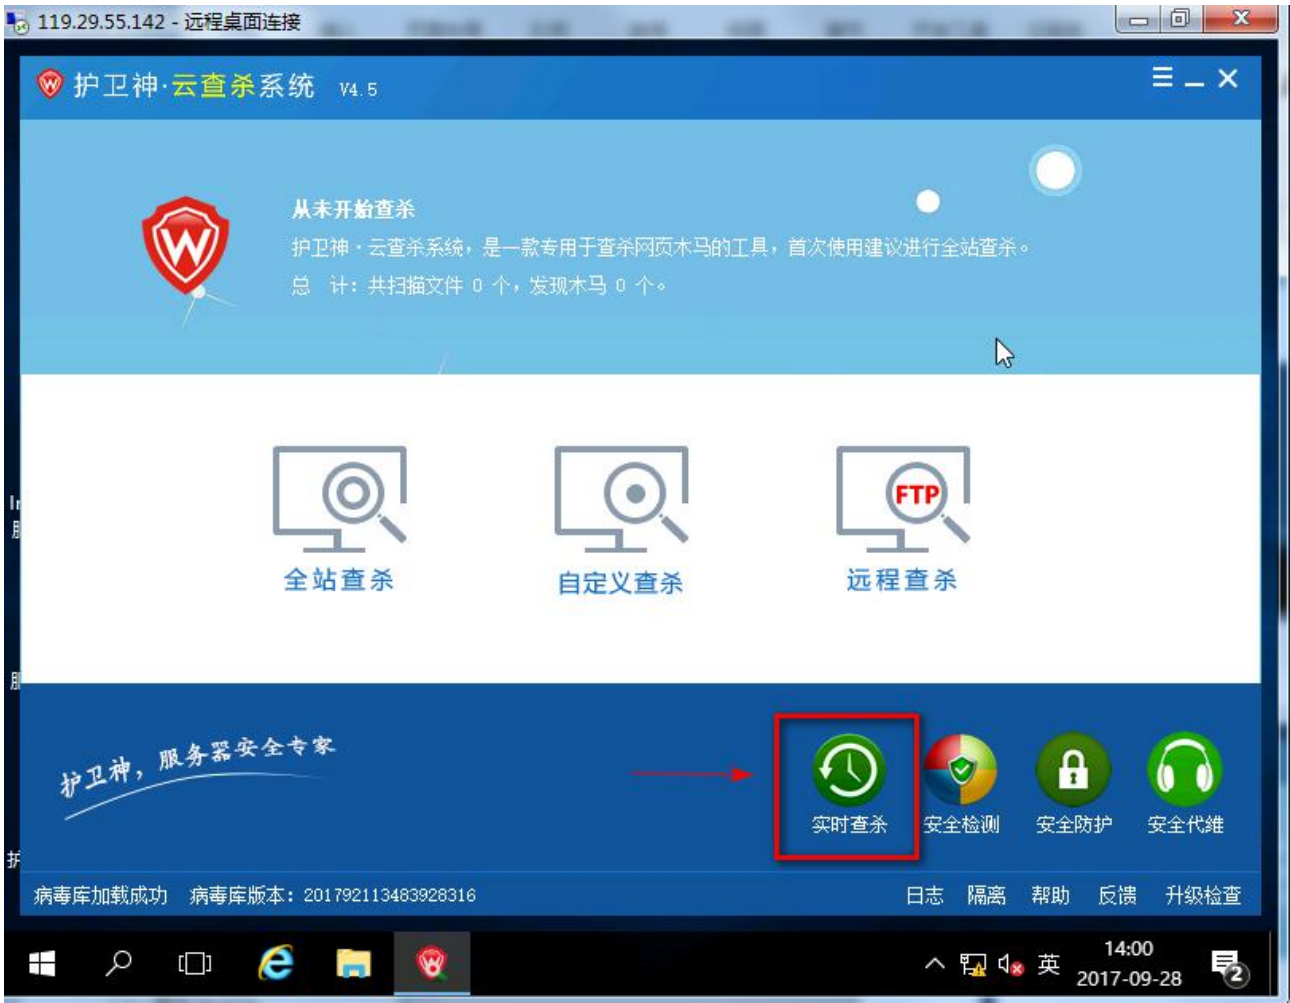 119.29.55.142 - 远程桌面连接
护卫神·云查杀系统 V4.5
从未开始查杀
护卫神·云查杀系统，是一款专用于查杀网页木马的工具，首次使用建议进行全站查杀。
总 计：共扫描文件 0 个，发现木马 0 个。
FTP
全站查杀 自定义查杀 远程查杀
护卫神，服务器安全专家
实时查杀 安全检测 安全防护 安全代维
病毒库加载成功 病毒库版本：201792113483928316 日志 隔离 帮助 反馈 升级检查
英 14:00
2017-09-28 2